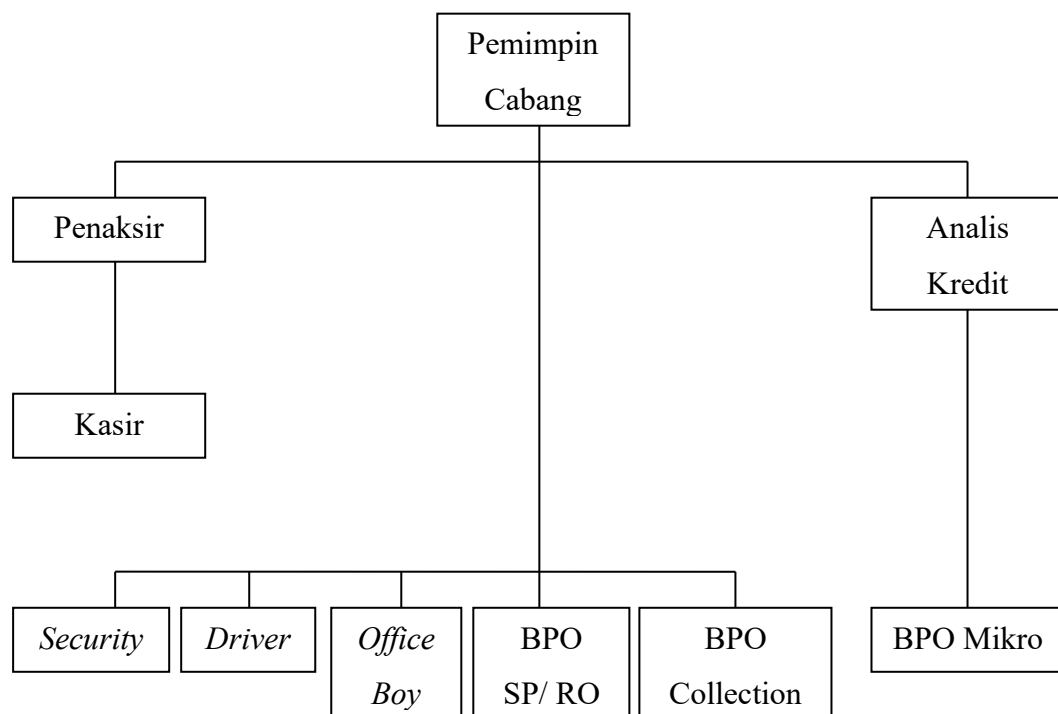 Pemimpin
Cabang
Penaksir
Analis
Kredit
Kasir
Security
Driver
Office
Boy
BPO
SP/ RO
BPO
Collection
BPO Mikro